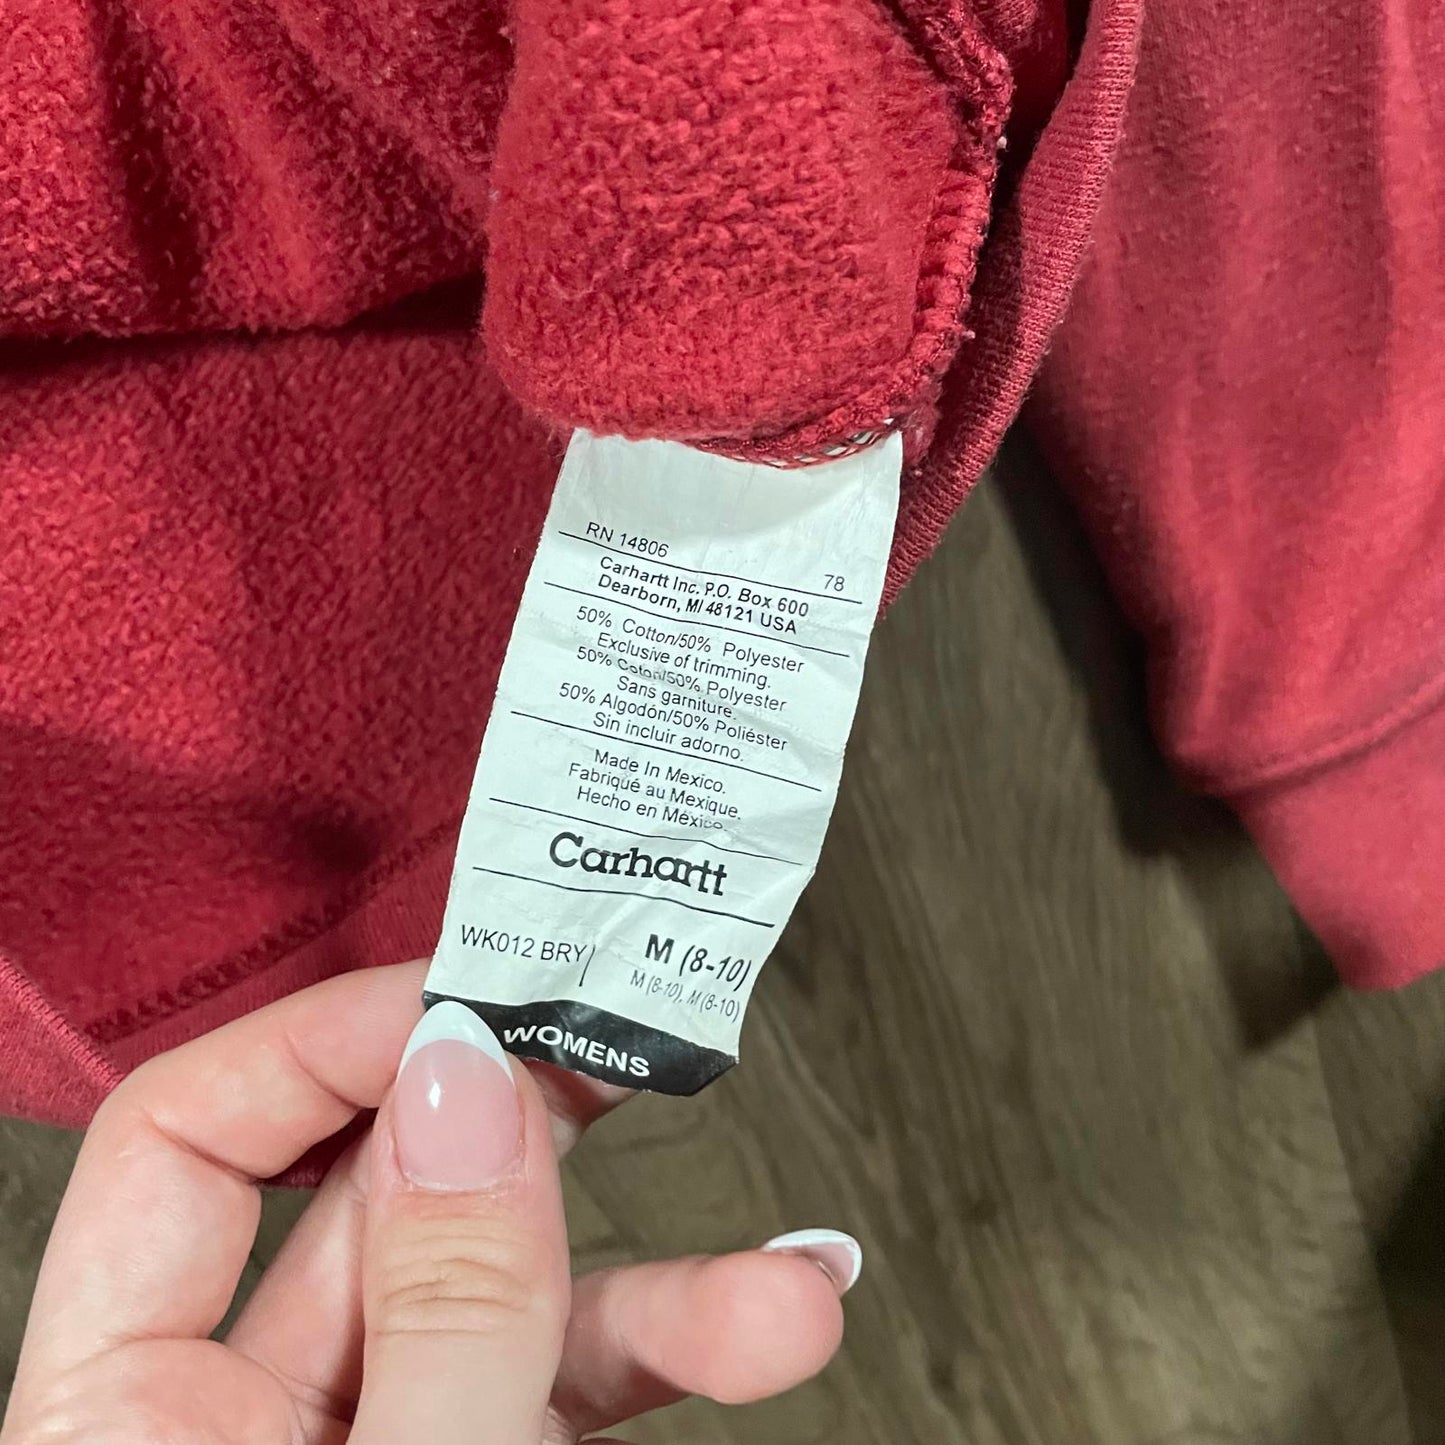 RN 14806
78
Carhartt Inc. P.O. Box 600
Dearborn, MI 48121 USA
50% Cotton/50% Polyester
Exclusive of trimming.
50% Coton/50% Polyester
Sans garniture.
50% Algodón/50% Poliéster
Sin incluir adorno.
Made In Mexico.
Fabriqué au Mexique.
Hecho en México.
Carhartt
WK012 BRY
M (8-10)
M (8-10), M (8-10)
WOMENS